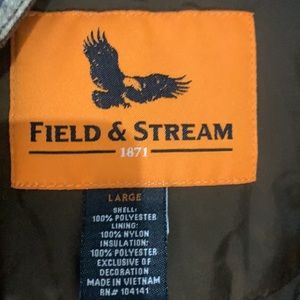 FIELD & STREAM
1871
LARGE
SHELL:
100% POLYESTER
LINING:
100% NYLON
INSULATION:
100% POLYESTER
EXCLUSIVE OF
DECORATION
MADE IN VIETNAM
RN# 104141